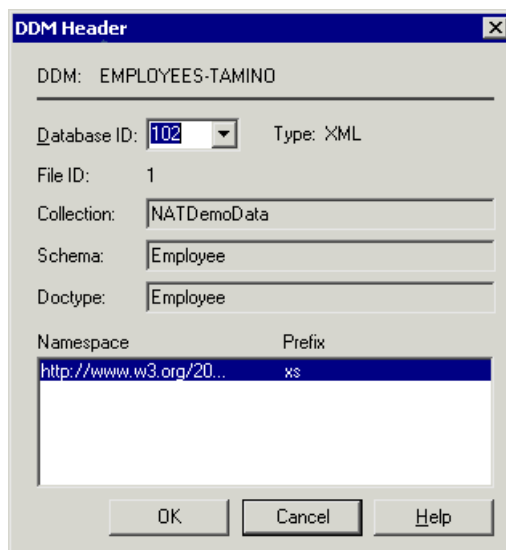 DDM Header
DDM: EMPLOYEES-TAMINO
Database ID: 102 Type: XML
File ID: 1
Collection: NATDemoData
Schema: Employee
Doctype: Employee
Namespace Prefix
http://www.w3.org/20... xs
OK Cancel Help